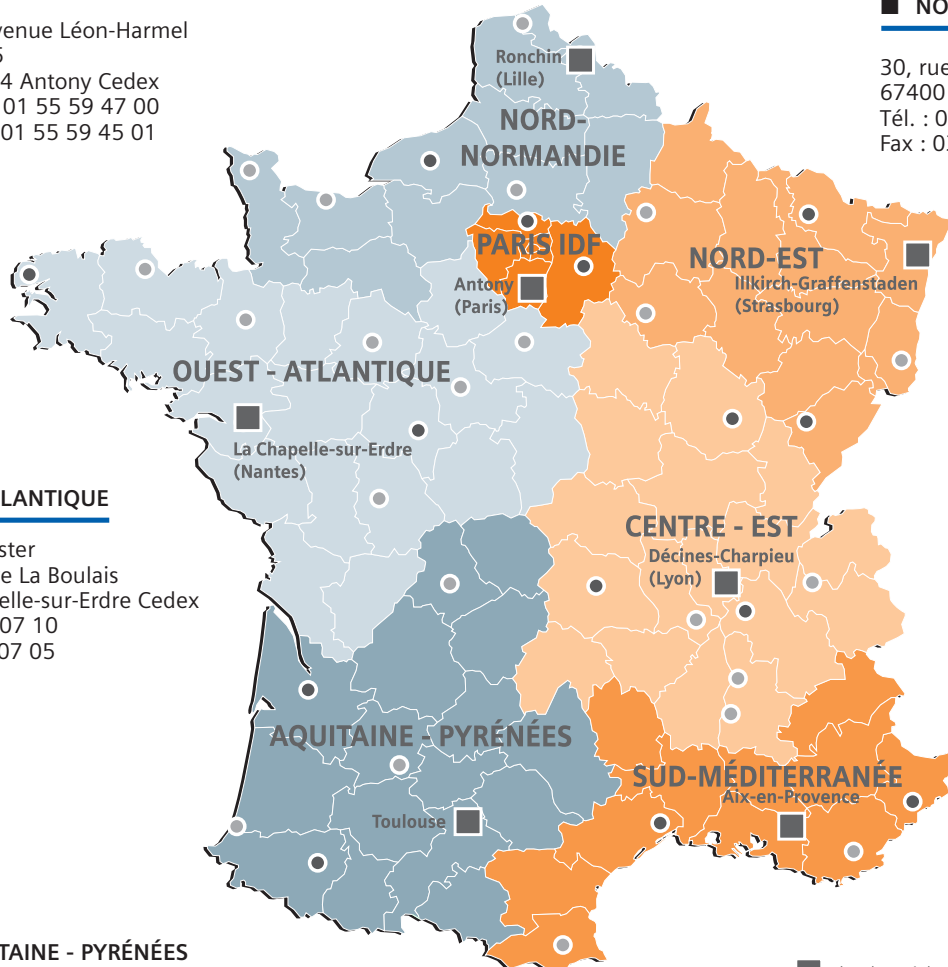 venue Léon-Harmel
4 Antony Cedex
01 55 59 47 00
01 55 59 45 01
30, rue
67400
Tél. : 0
Fax : 0
Ronchin
(Lille)
NORD-
NORMANDIE
PARIS IDF
Antony
(Paris)
NORD-EST
Illkirch-Graffenstaden
(Strasbourg)
OUEST - ATLANTIQUE
La Chapelle-sur-Erdre
(Nantes)
LANTIQUE
ster
e La Boulais
elle-sur-Erdre Cedex
07 10
07 05
CENTRE - EST
Décines-Charpieu
(Lyon)
AQUITAINE - PYRÉNÉES
Toulouse
SUD-MÉDITERRANÉE
Aix-en-Provence
TAINE - PYRÉNÉES